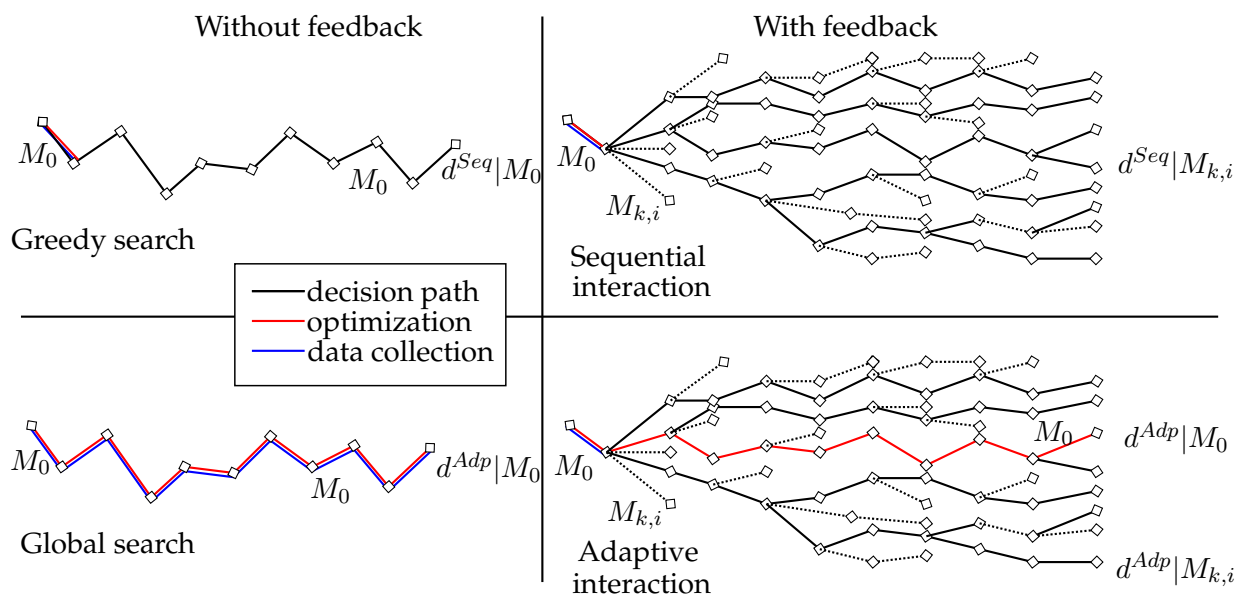 Without feedback
With feedback
M_0
M_0
d^{Seq}|M_0
Greedy search
M_0
M_{k,i}
d^{Seq}|M_{k,i}
Sequential
interaction
decision path
optimization
data collection
M_0
M_0
d^{Adp}|M_0
Global search
M_0
M_0
d^{Adp}|M_0
M_{k,i}
Adaptive
interaction
d^{Adp}|M_{k,i}